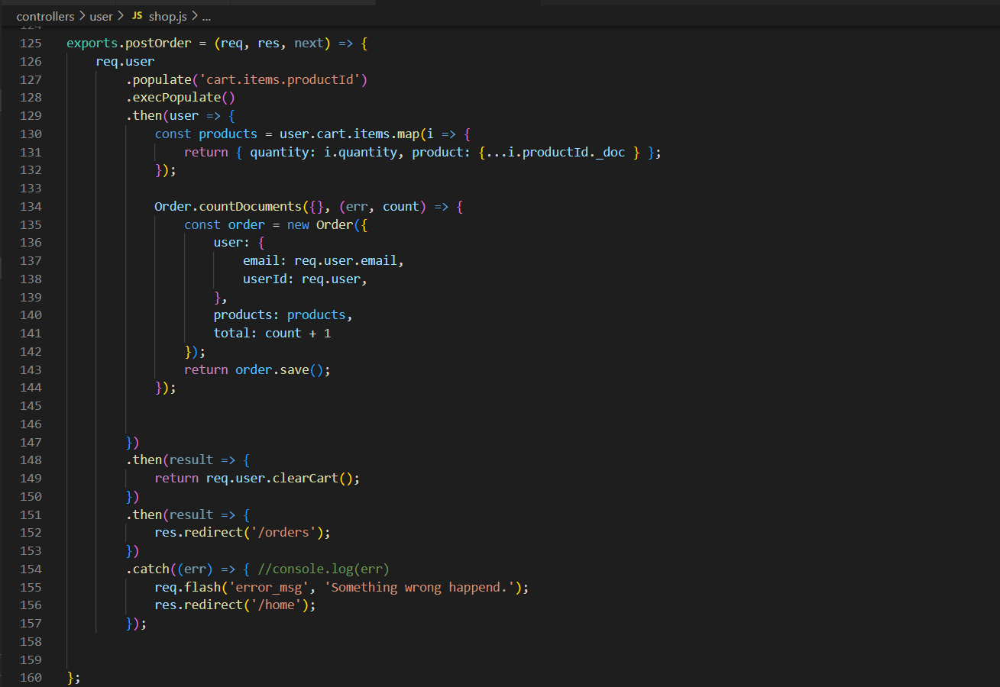 controllers > user > JS shop.js > ...
124
125 exports.postOrder = (req, res, next) => {
126 req.user
127 .populate('cart.items.productId')
128 .execPopulate()
129 .then(user => {
130 const products = user.cart.items.map(i => {
131 return { quantity: i.quantity, product: {...i.productId._doc } };
132 });
133
134 Order.countDocuments({}, (err, count) => {
135 const order = new Order({
136 user: {
137 email: req.user.email,
138 userId: req.user,
139 },
140 products: products,
141 total: count + 1
142 });
143 return order.save();
144 });
145
146
147 })
148 .then(result => {
149 return req.user.clearCart();
150 })
151 .then(result => {
152 res.redirect('/orders');
153 })
154 .catch((err) => { //console.log(err)
155 req.flash('error_msg', 'Something wrong happend.');
156 res.redirect('/home');
157 });
158
159
160 };